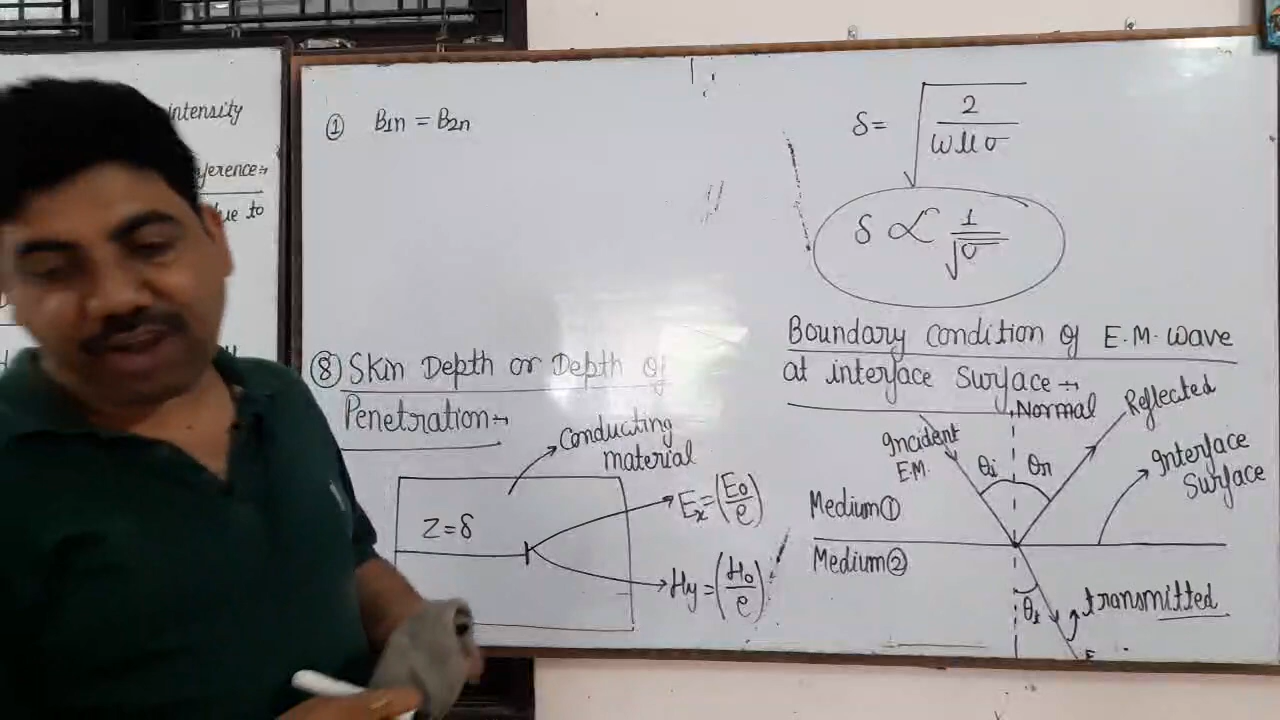 intensity
ference:→
ue to
① B1n = B2n
⑧ Skin Depth or Depth of
Penetration:→
Conducting
material
Z=δ
Ex=(E0/e)
Hy=(H0/e)
δ= √(2/ωμσ)
δ ∝ 1/√σ
Boundary condition of E.M. wave
at interface Surface:→
Normal
Reflected
Incident
E.M.
θi θr
Interface
Surface
Medium①
Medium②
θt
transmitted